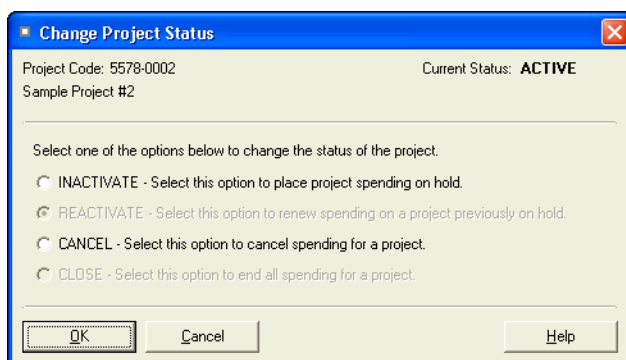 Change Project Status
Project Code: 5578-0002 Current Status: ACTIVE
Sample Project #2
Select one of the options below to change the status of the project.
INACTIVATE - Select this option to place project spending on hold.
REACTIVATE - Select this option to renew spending on a project previously on hold.
CANCEL - Select this option to cancel spending for a project.
CLOSE - Select this option to end all spending for a project.
OK Cancel Help